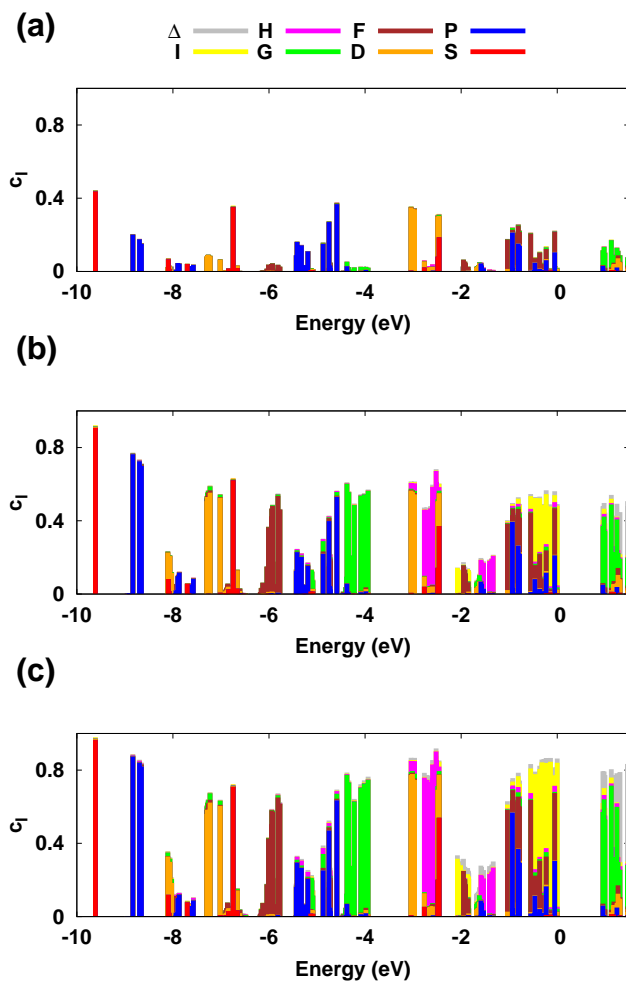 (a)
Δ H F P
I G D S
0.8
0.4
0
c_l
-10 -8 -6 -4 -2 0
Energy (eV)
(b)
0.8
0.4
0
c_l
-10 -8 -6 -4 -2 0
Energy (eV)
(c)
0.8
0.4
0
c_l
-10 -8 -6 -4 -2 0
Energy (eV)